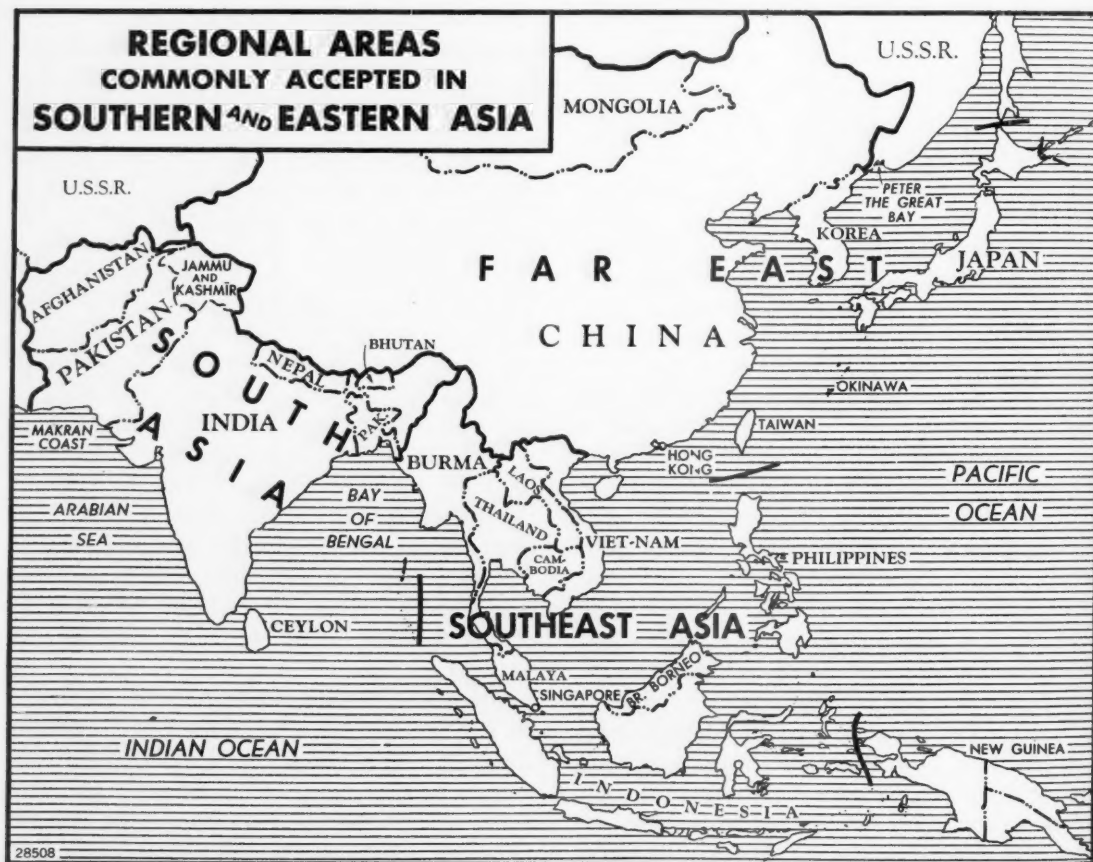 REGIONAL AREAS
COMMONLY ACCEPTED IN
SOUTHERN AND EASTERN ASIA
U.S.S.R.
MONGOLIA
U.S.S.R.
PETER
THE GREAT
BAY
KOREA
JAPAN
AFGHANISTAN
JAMMU
AND
KASHMĪR
FAR EAST
PAKISTAN
CHINA
SOUTH
ASIA
NEPAL
BHUTAN
INDIA
PAK.
OKINAWA
MAKRAN
COAST
TAIWAN
BURMA
HONG
KONG
LAOS
PACIFIC
OCEAN
ARABIAN
SEA
BAY
OF
BENGAL
THAILAND
VIET-NAM
CAM-
BODIA
PHILIPPINES
CEYLON
SOUTHEAST ASIA
MALAYA
SINGAPORE
BR. BORNEO
INDIAN OCEAN
NEW GUINEA
INDONESIA
28508